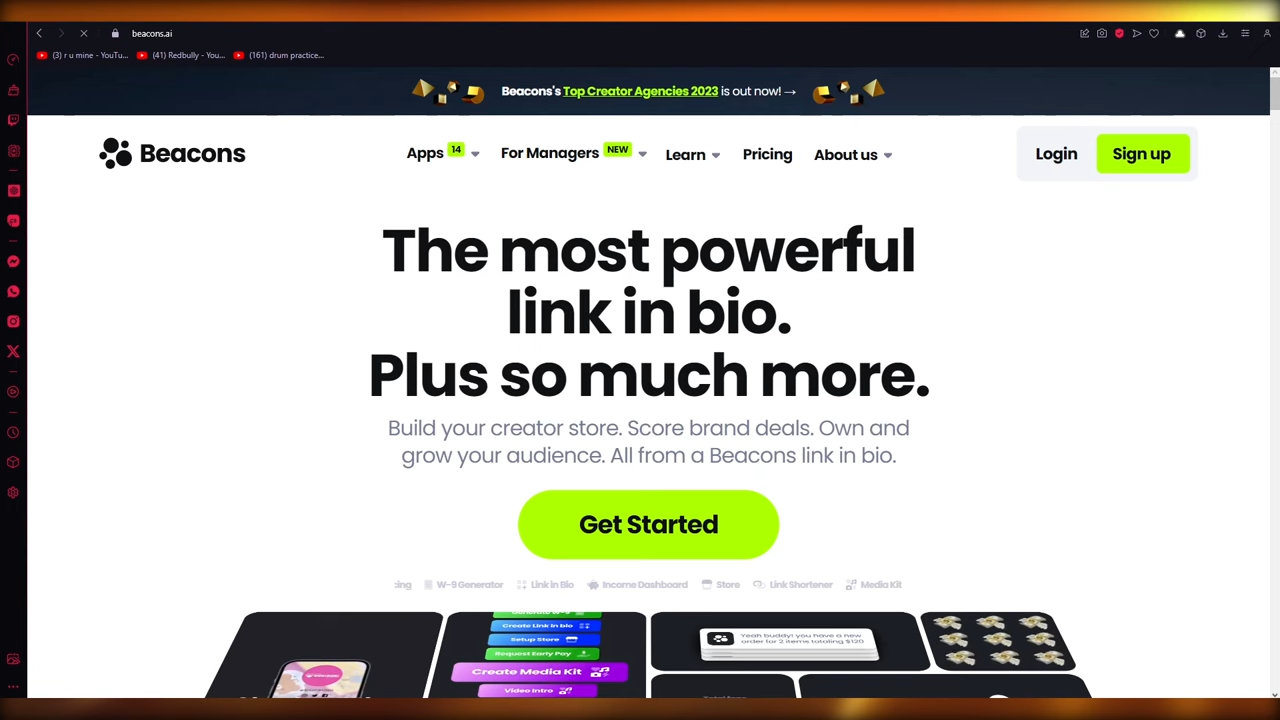 beacons.ai
(3) r u mine - YouTu...
(41) Redbully - You...
(161) drum practice...
Beacons's Top Creator Agencies 2023 is out now! →
Beacons
Apps 14
For Managers NEW
Learn
Pricing
About us
Login
Sign up
The most powerful
link in bio.
Plus so much more.
Build your creator store. Score brand deals. Own and
grow your audience. All from a Beacons link in bio.
Get Started
cing W-9 Generator Link in Bio Income Dashboard Store Link Shortener Media Kit
Create Link in bio
Setup Store
Request Early Pay
Create Media Kit
Video Intro
Yeah buddy! you have a new
order for 2 items totaling $120